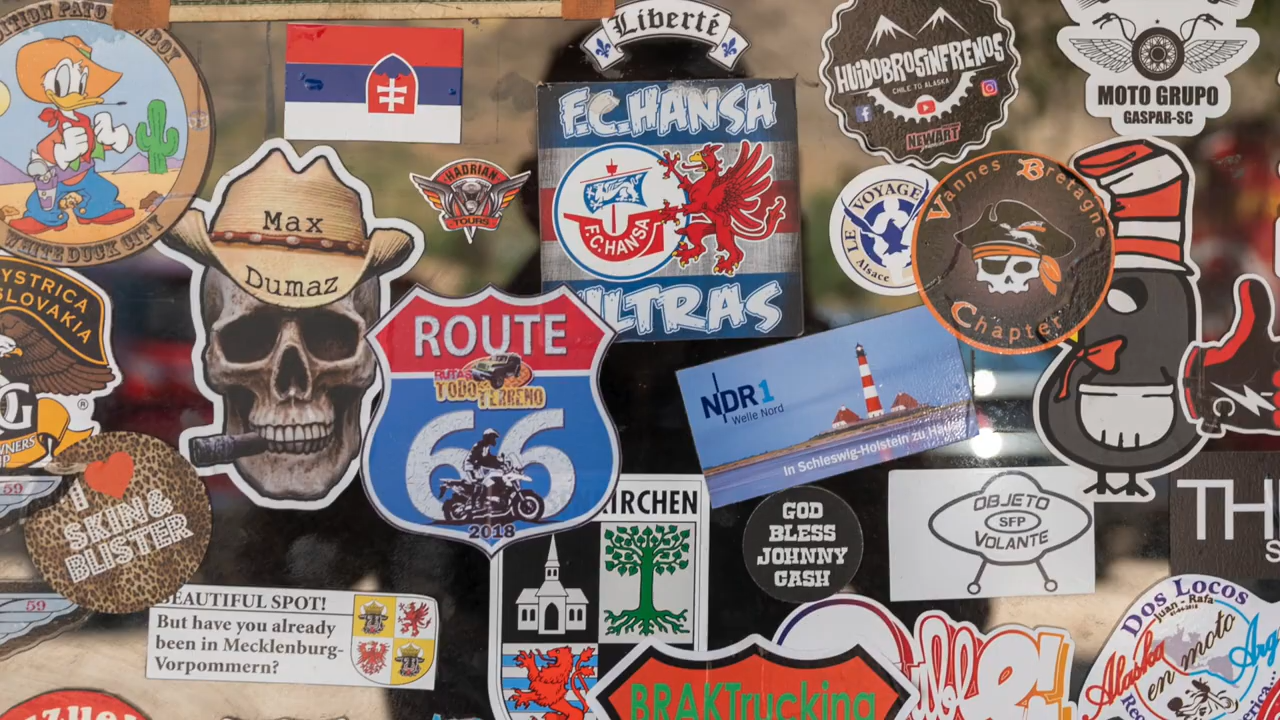 WHITE DUCK CITY
Liberté
HUIDOBROSINFRENOS
CHILE TO ALASKA
NEWART
MOTO GRUPO
GASPAR-SC
F.C.HANSA
F.C.HANSA
ULTRAS
HADRIAN
TOURS
Max
Dumaz
LE VOYAGE
Alsace
Vannes Bretagne
Chapter
SLOVAKIA
ROUTE
RUTAS
TODO TERRENO
66
2018
NDR1
Welle Nord
In Schleswig-Holstein zu
I
SKIN&
BLISTER
59
59
GOD
BLESS
JOHNNY
CASH
OBJETO
SFP
VOLANTE
BEAUTIFUL SPOT!
But have you already
been in Mecklenburg-
Vorpommern?
BRAKTrucking
Dos Locos
Juan - Rafa
en moto
Alaska